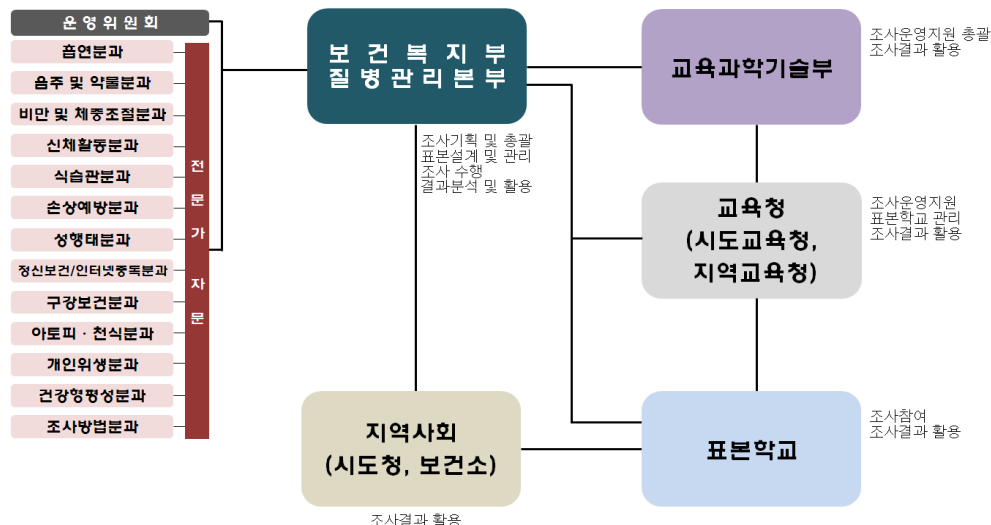 운영위원회
흡연분과
음주 및 약물분과
비만 및 체중조절분과
신체활동분과
식습관분과
손상예방분과
성행태분과
정신보건/인터넷중독분과
구강보건분과
아토피 · 천식분과
개인위생분과
건강형평성분과
조사방법분과
전
문
가
자
문
보건복지부
질병관리본부
조사기획 및 총괄
표본설계 및 관리
조사 수행
결과분석 및 활용
교육과학기술부
조사운영지원 총괄
조사결과 활용
교육청
(시도교육청,
지역교육청)
조사운영지원
표본학교 관리
조사결과 활용
지역사회
(시도청, 보건소)
조사결과 활용
표본학교
조사참여
조사결과 활용